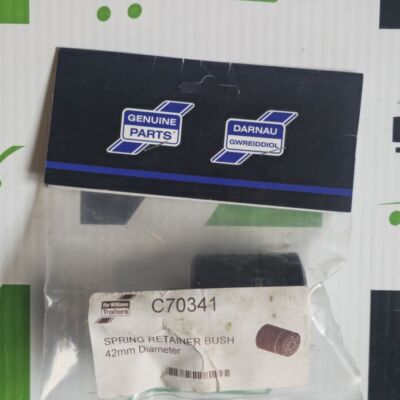 GENUINE
PARTS
DARNAU
GWREIDDIOL
Ifor Williams
Trailers
C70341
SPRING RETAINER BUSH
42mm Diameter